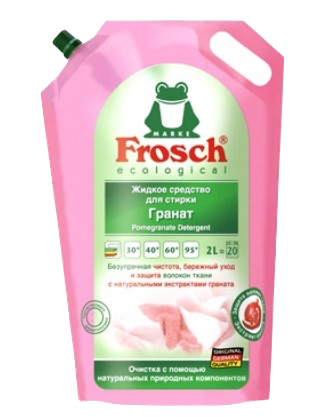 MARKE
Frosch®
ecological
Жидкое средство
для стирки
Гранат
Pomegranate Detergent
30° 40° 60° 95° 2L= 20
Безупречная чистота, бережный уход
и защита волокон ткани
с натуральными экстрактами граната
ORIGINAL
GERMAN
QUALITY
Очистка с помощью
натуральных природных компонентов